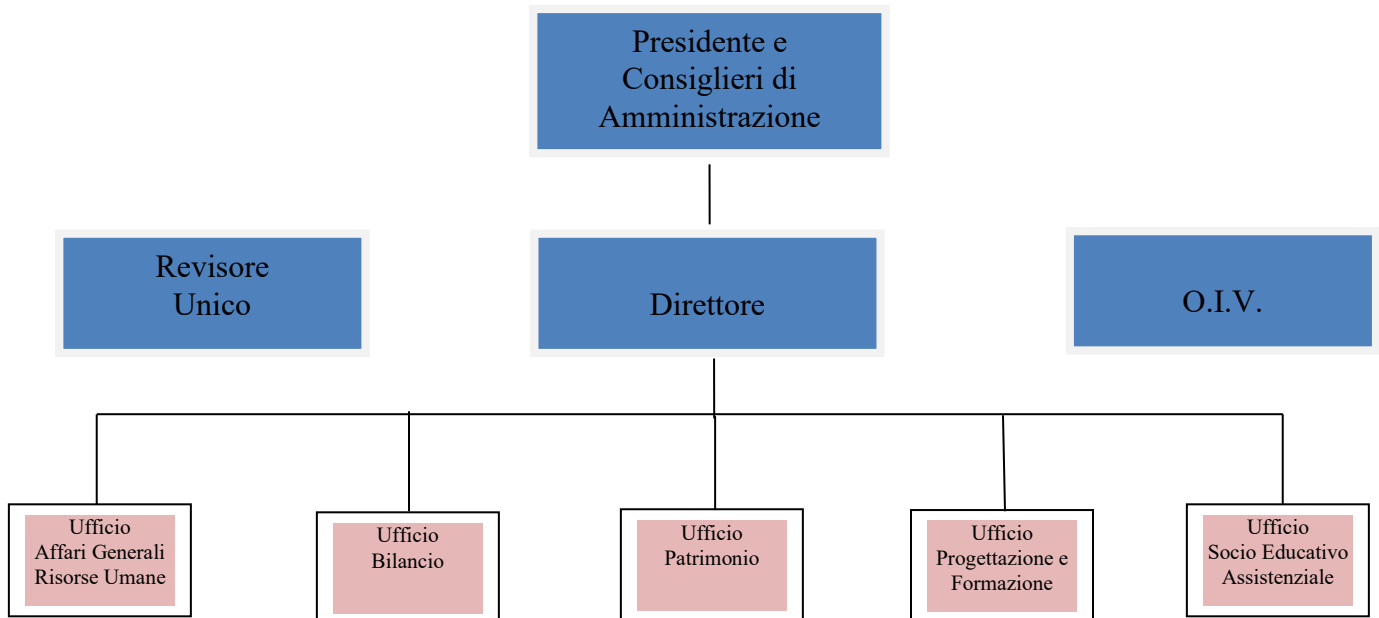 Presidente e
Consiglieri di
Amministrazione
Revisore
Unico
Direttore
O.I.V.
Ufficio
Affari Generali
Risorse Umane
Ufficio
Bilancio
Ufficio
Patrimonio
Ufficio
Progettazione e
Formazione
Ufficio
Socio Educativo
Assistenziale